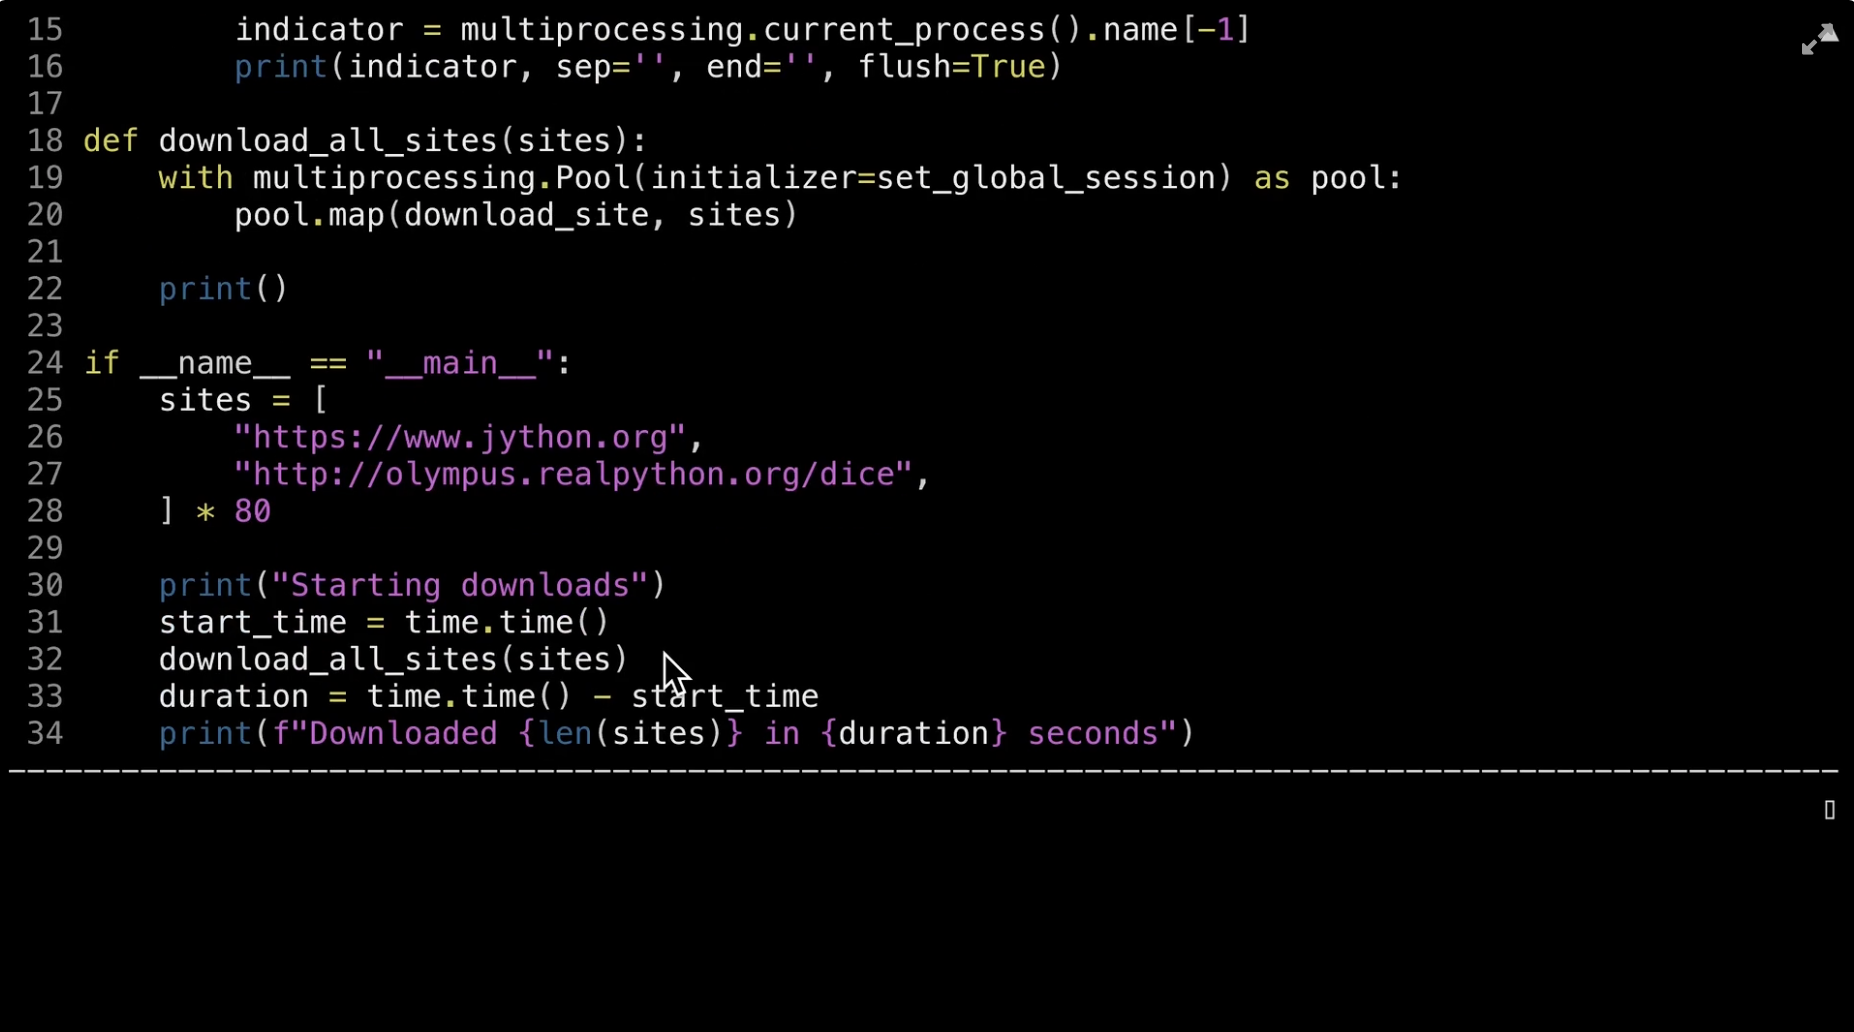 15         indicator = multiprocessing.current_process().name[-1]
16         print(indicator, sep='', end='', flush=True)
17
18 def download_all_sites(sites):
19     with multiprocessing.Pool(initializer=set_global_session) as pool:
20         pool.map(download_site, sites)
21
22     print()
23
24 if __name__ == "__main__":
25     sites = [
26         "https://www.jython.org",
27         "http://olympus.realpython.org/dice",
28     ] * 80
29
30     print("Starting downloads")
31     start_time = time.time()
32     download_all_sites(sites)
33     duration = time.time() - start_time
34     print(f"Downloaded {len(sites)} in {duration} seconds")